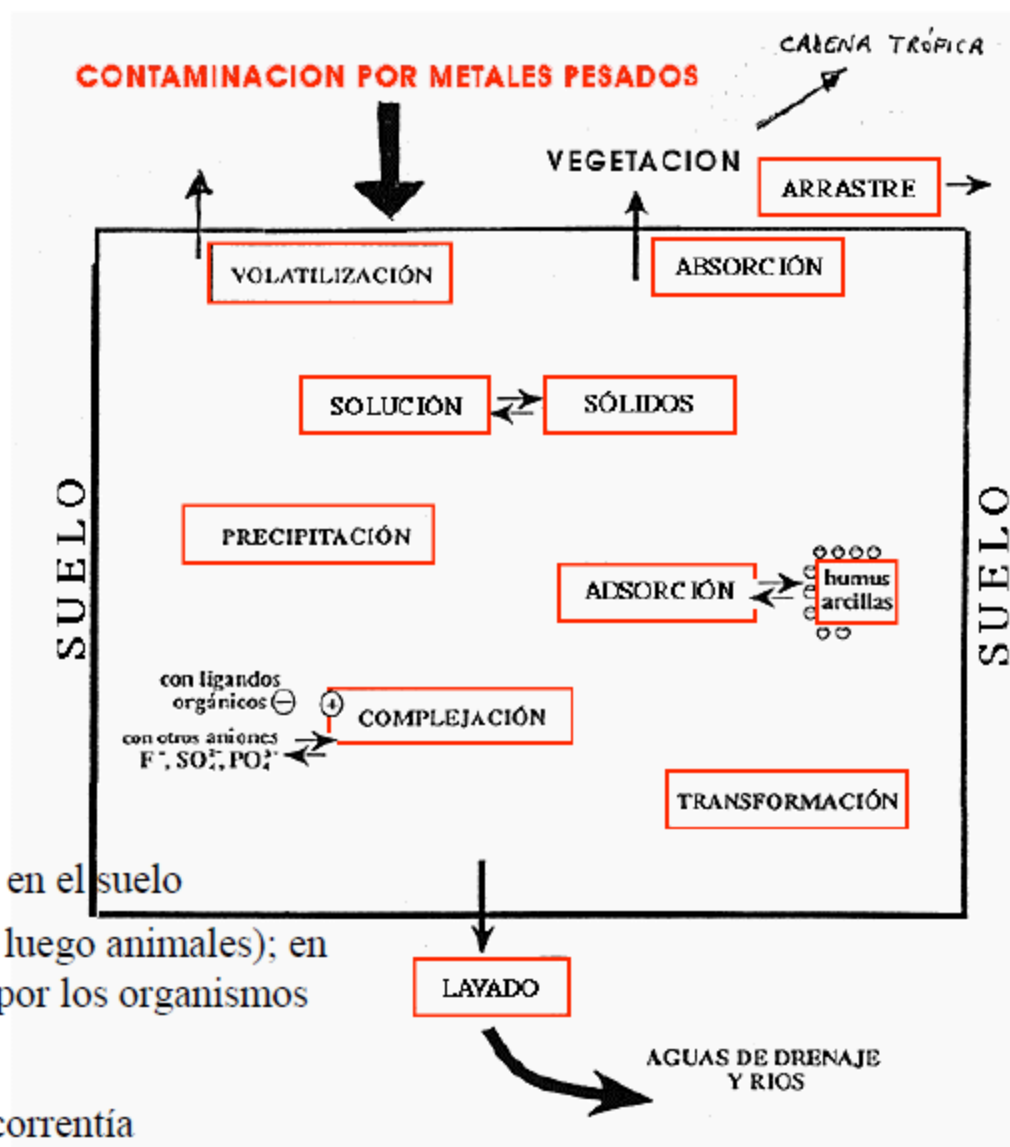 CADENA TRÓFICA
CONTAMINACION POR METALES PESADOS
VEGETACION
ARRASTRE
VOLATILIZACIÓN
ABSORCIÓN
SOLUCIÓN
SÓLIDOS
SUELO
SUELO
PRECIPITACIÓN
ADSORCIÓN
humus
arcillas
con ligandos
orgánicos ⊖
⊕
COMPLEJACIÓN
con otros aniones
F⁻, SO₄²⁻, PO₄³⁻
TRANSFORMACIÓN
en el suelo
luego animales); en
por los organismos
LAVADO
AGUAS DE DRENAJE
Y RIOS
correntía